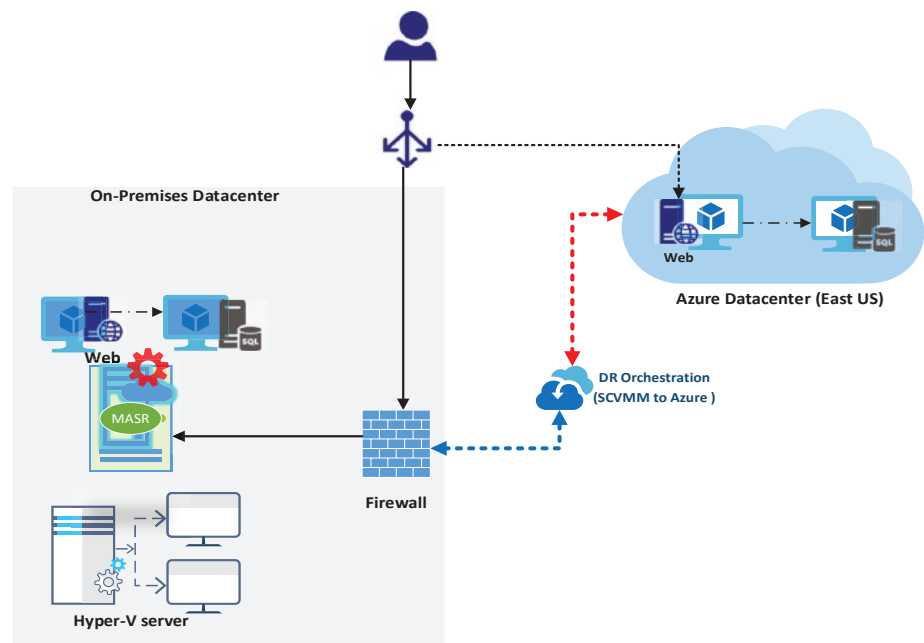 On-Premises Datacenter
SQL
Web
Azure Datacenter (East US)
SQL
Web
MASR
DR Orchestration
(SCVMM to Azure )
Firewall
Hyper-V server